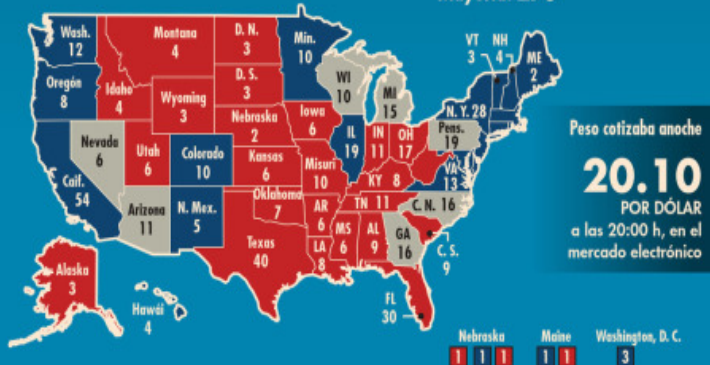 Wash.
12
Oregón
8
Caif.
54
Nevada
6
Idaho
4
Montana
4
Wyoming
3
Utah
6
Arizona
11
Colorado
10
N. Mex.
5
D. N.
3
D. S.
3
Nebraska
2
Kansas
6
Oklahoma
7
Texas
40
Min.
10
Iowa
6
Misuri
10
AR
6
LA
8
WI
10
IL
19
MI
15
IN
11
OH
17
KY 8
TN 11
MS
6
AL
9
GA
16
FL
30
C. S.
9
C. N. 16
VA
13
Pens.
19
N. Y. 28
VT
3
NH
4
ME
2
Alaska
3
Hawái
4
Peso cotizaba anoche
20.10
POR DÓLAR
a las 20:00 h, en el
mercado electrónico
Nebraska
1 1 1
Maine
1 1
Washington, D. C.
3